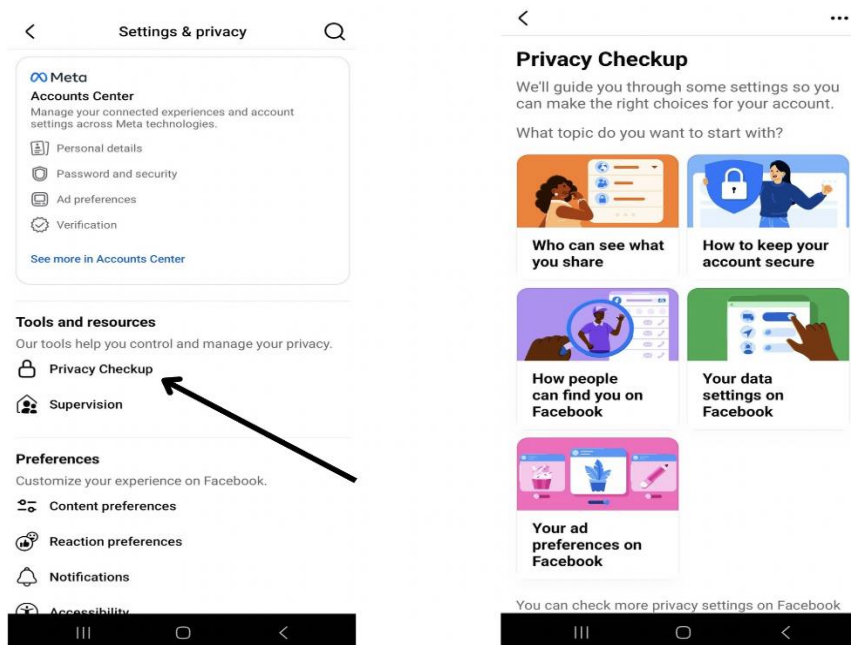 Settings & privacy
Meta
Accounts Center
Manage your connected experiences and account
settings across Meta technologies.
Personal details
Password and security
Ad preferences
Verification
See more in Accounts Center
Tools and resources
Our tools help you control and manage your privacy.
Privacy Checkup
Supervision
Preferences
Customize your experience on Facebook.
Content preferences
Reaction preferences
Notifications
Accessibility
Privacy Checkup
We'll guide you through some settings so you
can make the right choices for your account.
What topic do you want to start with?
Who can see what
you share
How to keep your
account secure
How people
can find you on
Facebook
Your data
settings on
Facebook
Your ad
preferences on
Facebook
You can check more privacy settings on Facebook